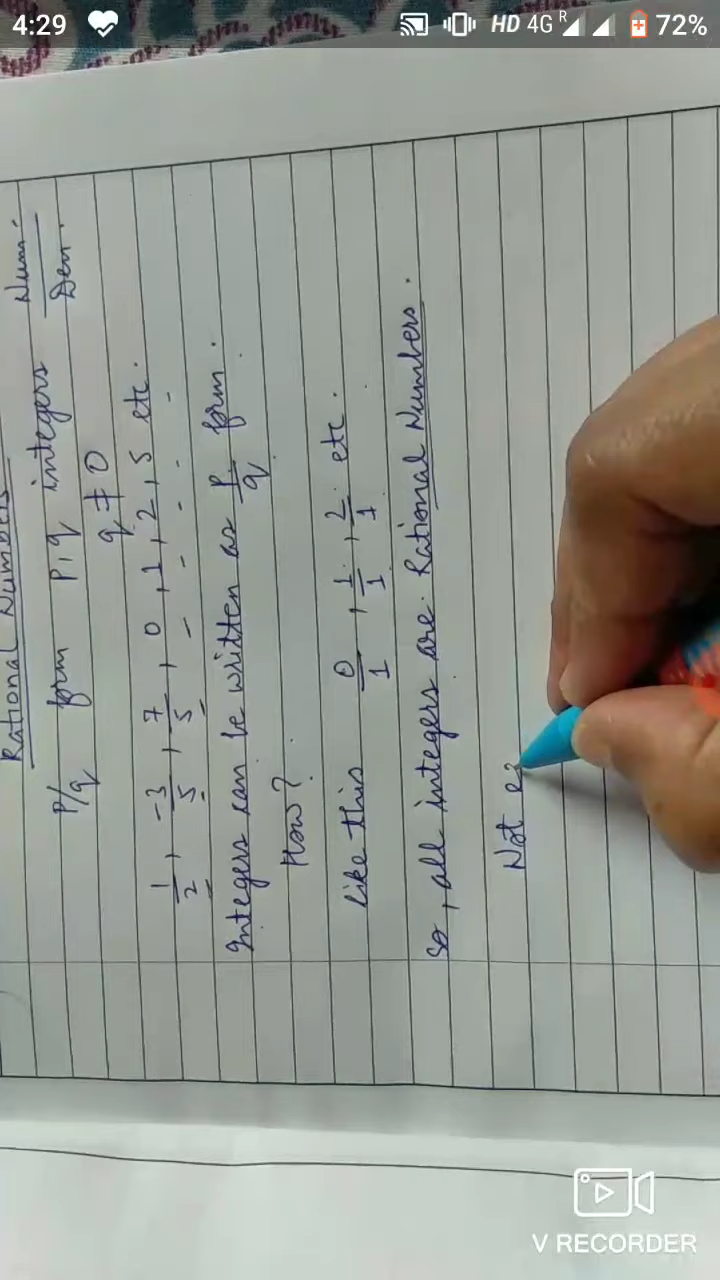 4:29 HD 4G R 72%
Rational Numbers
P/q form P, q integers Num.
q ≠ 0 Den.
1/2, -3/5, 7/5, 0, 1, 2, 5 etc.
Integers can be written as P/q form.
How?
like this 0/1, 1/1, 2/1 etc.
So, all integers are Rational Numbers.
Not
V RECORDER